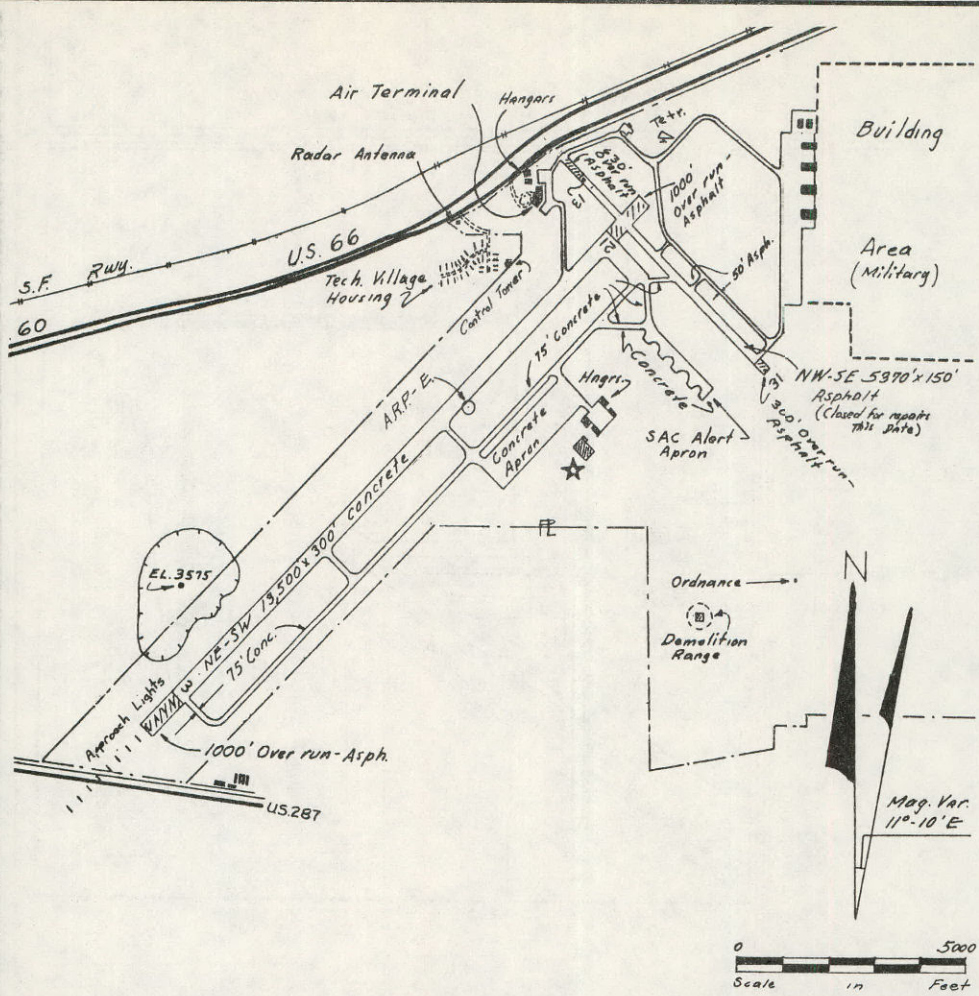 Air Terminal
Hangars
Radar Antenna
Tetr.
Building
Area
(Military)
830'
Over run
(Asphalt
1000'
Over run-
Asphalt
13
21
50' Asph.
U.S. 66
S.F. Rwy.
60
Tech. Village
Housing
Control Tower
75' Concrete
Concrete
NW-SE 5370'x150'
Asphalt
(Closed for repairs
This Date)
31
300' Over run-
Asphalt
A.R.P.-E.
Hngrs.
SAC Alert
Apron
Concrete
Apron
PL
NE-SW 13,500'x300' Concrete
EL. 3575
Ordnance
N
Demolition
Range
75' Conc.
3
Approach Lights
1000' Over run-Asph.
U.S. 287
Mag. Var.
11°-10'E
0 5000
Scale in Feet